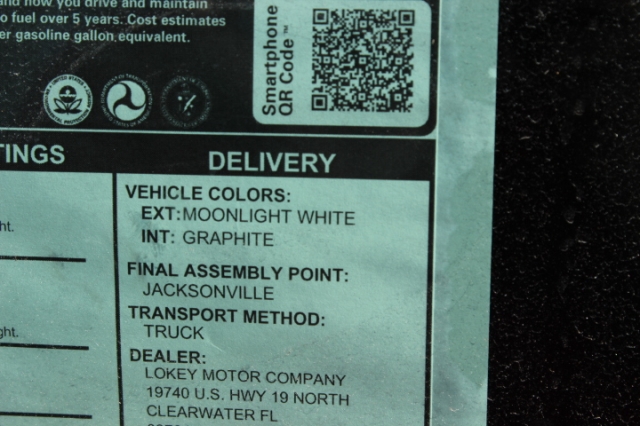 and how you drive and maintain
o fuel over 5 years. Cost estimates
er gasoline gallon equivalent.
Smartphone
QR Code™
TINGS
DELIVERY
VEHICLE COLORS:
EXT:MOONLIGHT WHITE
INT: GRAPHITE
ht.
FINAL ASSEMBLY POINT:
JACKSONVILLE
TRANSPORT METHOD:
TRUCK
ght.
DEALER:
LOKEY MOTOR COMPANY
19740 U.S. HWY 19 NORTH
CLEARWATER FL